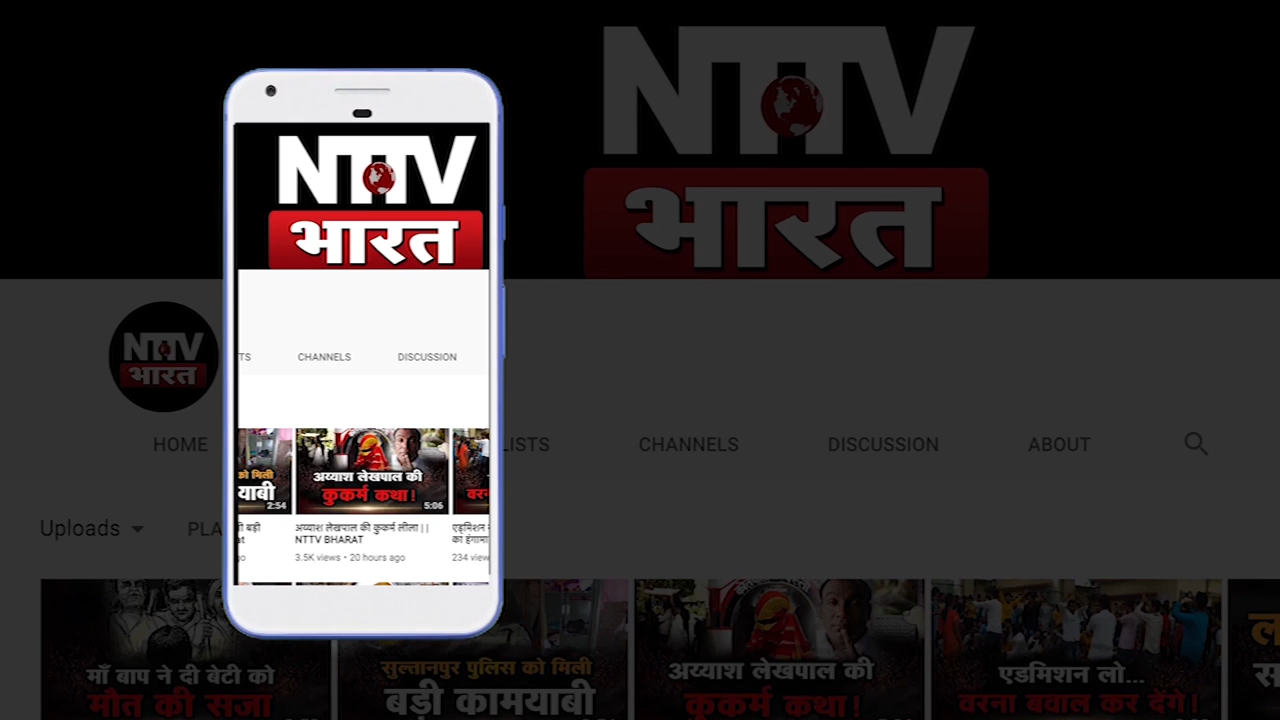 NTTV
भारत
NTTV
भारत
NTTV
भारत
CHANNELS
DISCUSSION
HOME
CHANNELS
DISCUSSION
ABOUT
को मिली
याबी
2:54
अय्याश लेखपाल की
कुकर्म कथा!
5:06
अय्याश लेखपाल की कुकर्म लीला||
NTTV BHARAT
3.5K views • 20 hours ago
एडमिशन
का हंगामा
234 view
Uploads
माँ बाप ने दी बेटी को
मौत की सजा
सुल्तानपुर पुलिस को मिली
बड़ी कामयाबी
अय्याश लेखपाल की
कुकर्म कथा!
एडमिशन लो...
वरना बवाल कर देंगे!